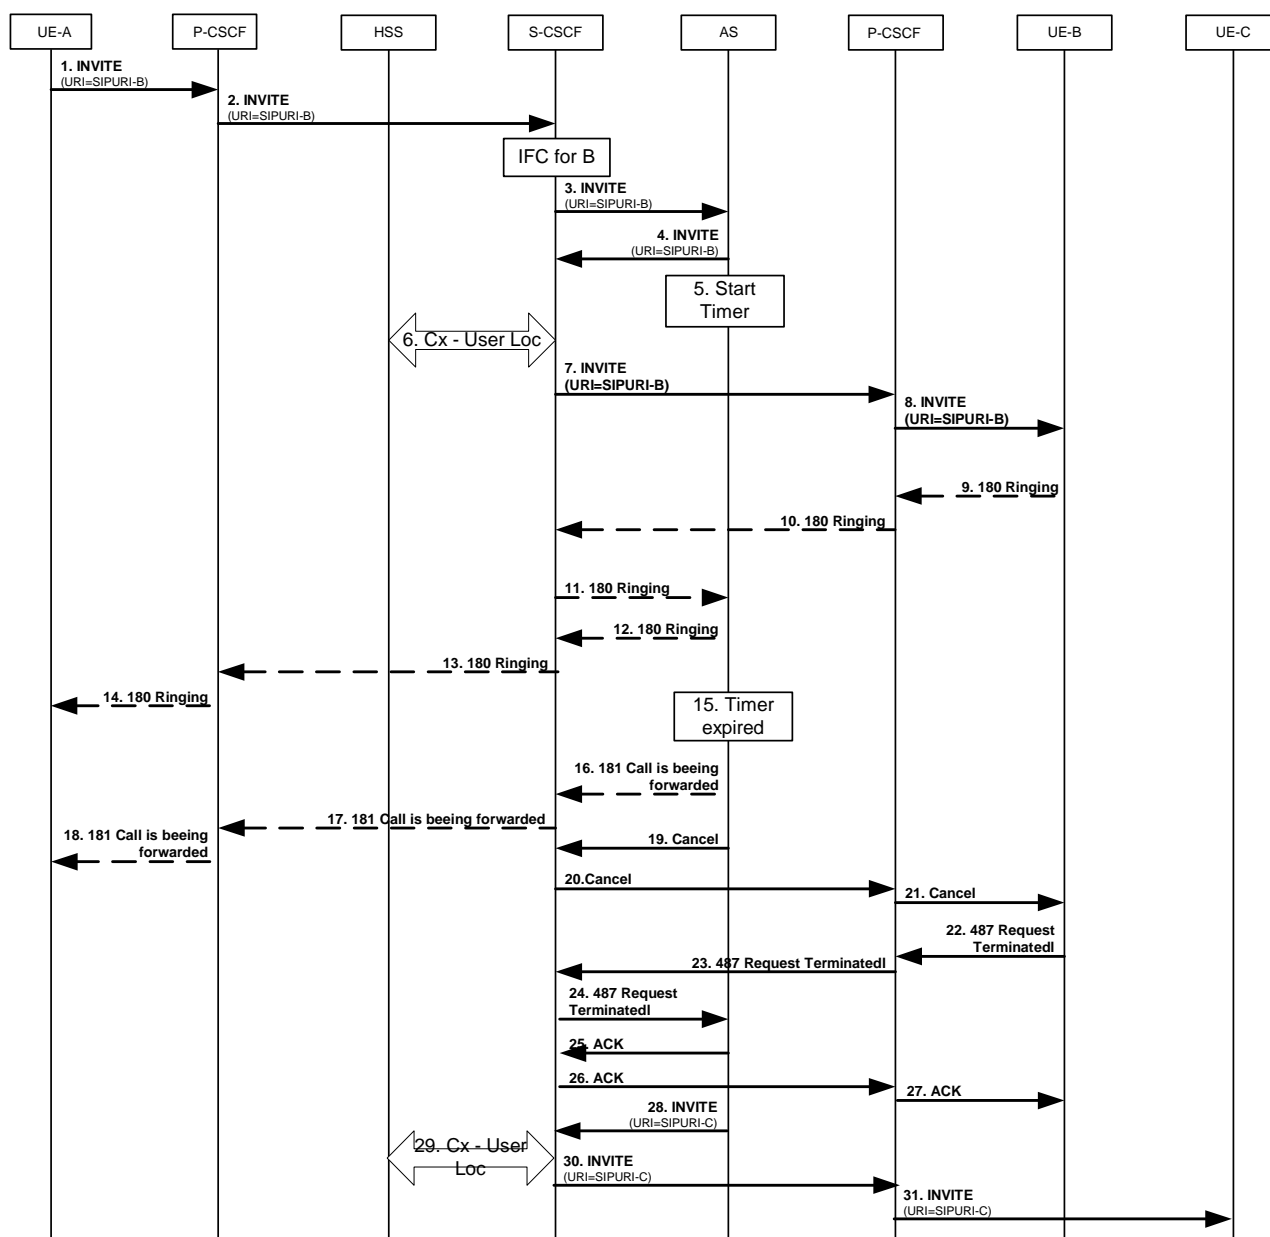 UE-A
P-CSCF
HSS
S-CSCF
AS
P-CSCF
UE-B
UE-C
1. INVITE
(URI=SIPURI-B)
2. INVITE
(URI=SIPURI-B)
IFC for B
3. INVITE
(URI=SIPURI-B)
4. INVITE
(URI=SIPURI-B)
5. Start
Timer
6. Cx - User Loc
7. INVITE
(URI=SIPURI-B)
8. INVITE
(URI=SIPURI-B)
9. 180 Ringing
10. 180 Ringing
11. 180 Ringing
12. 180 Ringing
13. 180 Ringing
14. 180 Ringing
15. Timer
expired
16. 181 Call is beeing
forwarded
17. 181 Call is beeing forwarded
18. 181 Call is beeing
forwarded
19. Cancel
20.Cancel
21. Cancel
22. 487 Request
TerminatedI
23. 487 Request TerminatedI
24. 487 Request
TerminatedI
25. ACK
26. ACK
27. ACK
28. INVITE
(URI=SIPURI-C)
29. Cx - User
Loc
30. INVITE
(URI=SIPURI-C)
31. INVITE
(URI=SIPURI-C)